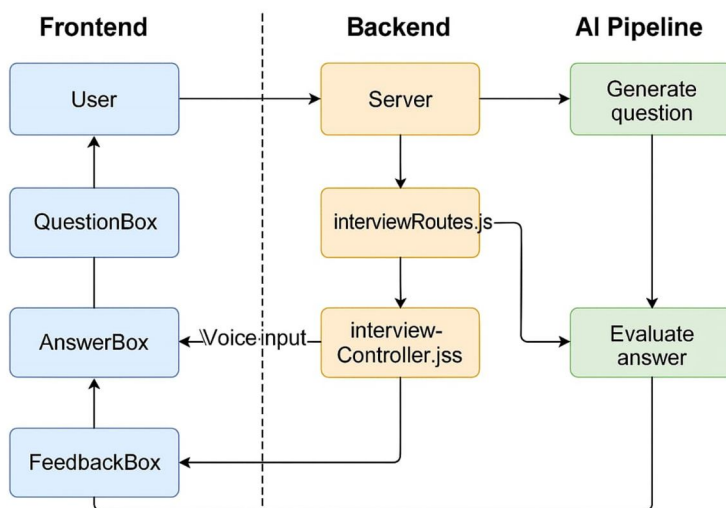 Frontend
Backend
AI Pipeline
User
Server
Generate
question
QuestionBox
interviewRoutes.js
AnswerBox
\Voice input
interview-
Controller.jss
Evaluate
answer
FeedbackBox